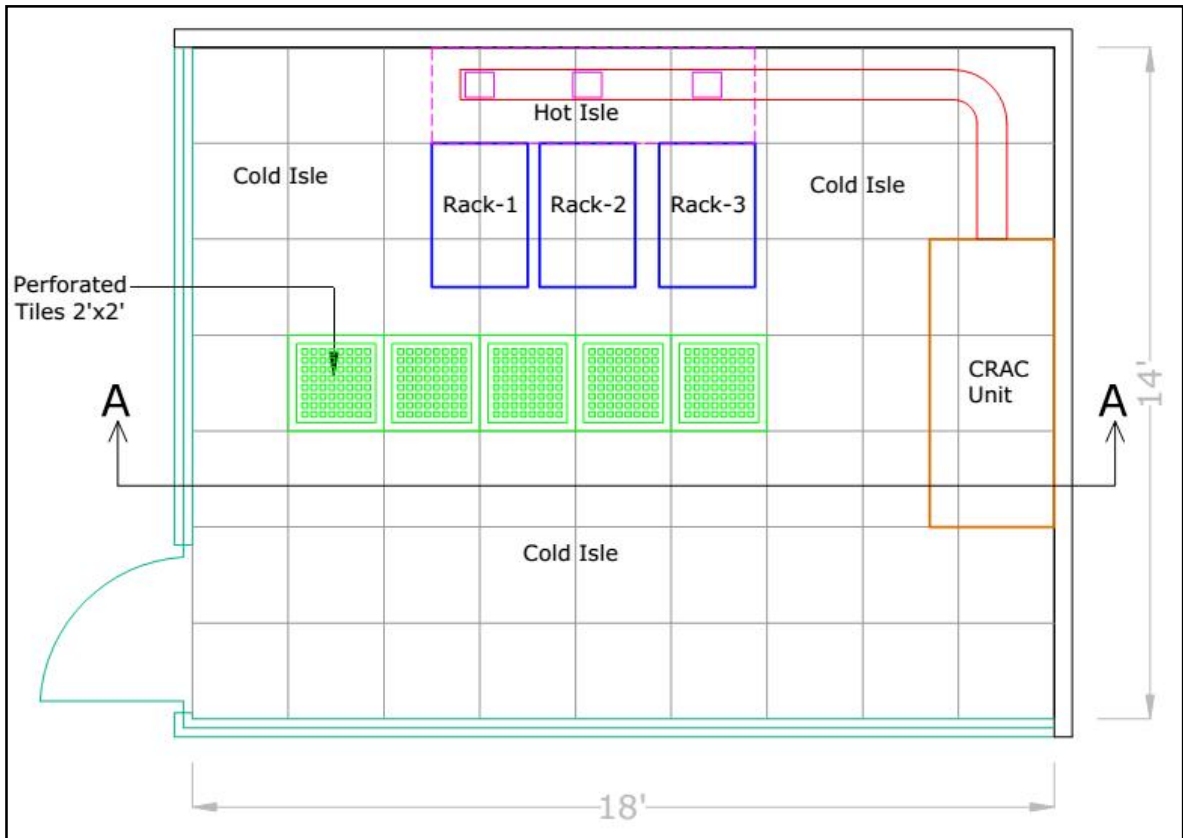 Hot Isle
Cold Isle
Cold Isle
Rack-1
Rack-2
Rack-3
Perforated
Tiles 2'x2'
CRAC
Unit
14'
A
A
Cold Isle
18'